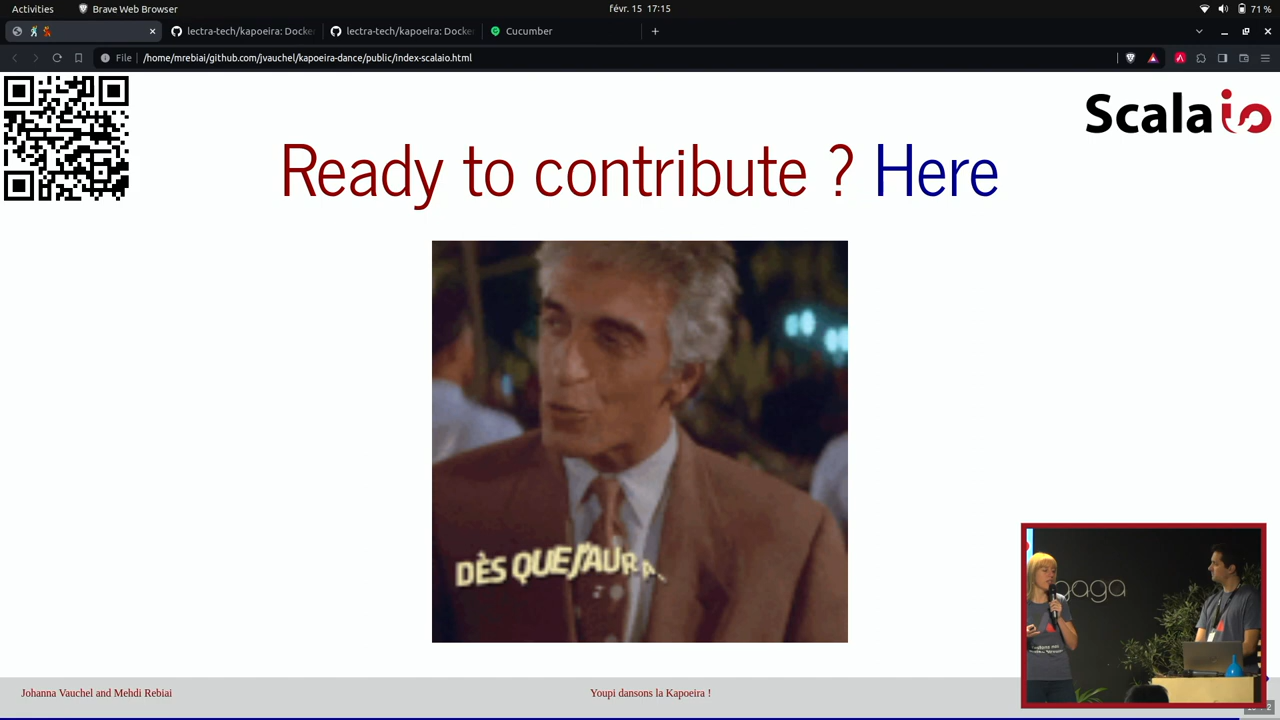 Activities
Brave Web Browser
févr. 15 17:15
71 %
lectra-tech/kapoeira: Docke
lectra-tech/kapoeira: Docke
Cucumber
File
/home/mrebiai/github.com/jvauchel/kapoeira-dance/public/index-scalaio.html
Scala io
Ready to contribute ? Here
DÈS QUE J'AURA
gaga
Johanna Vauchel and Mehdi Rebiai
Youpi dansons la Kapoeira !